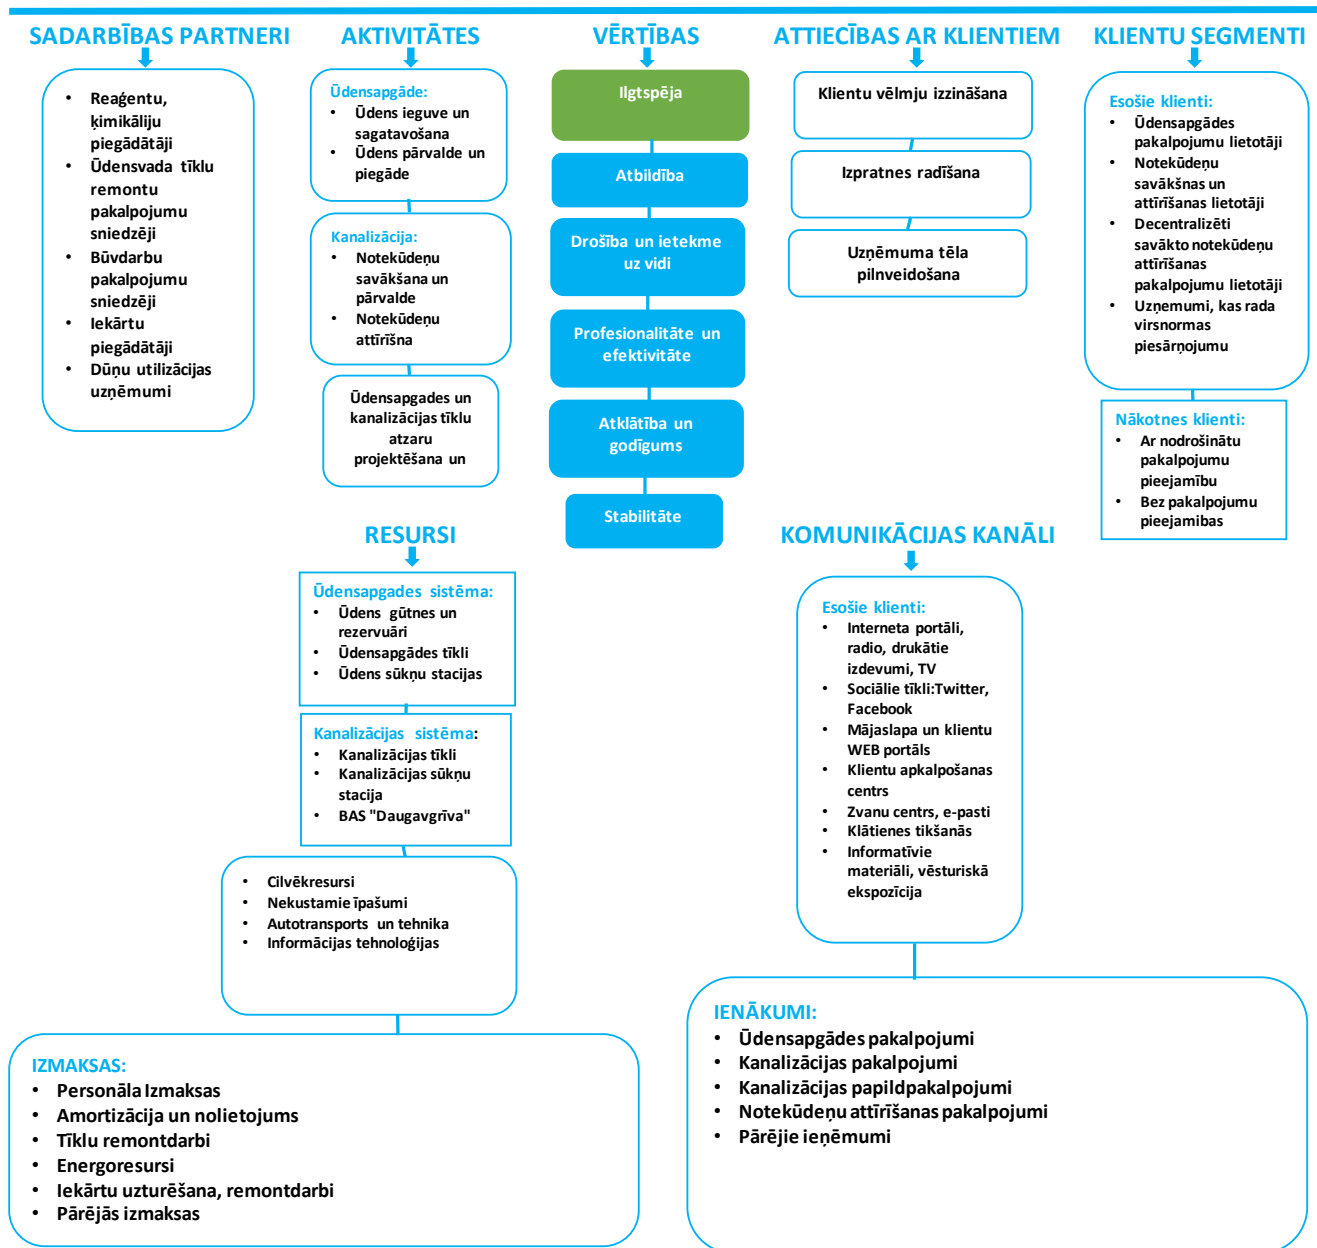 SADARBĪBAS PARTNERI
• Reaģentu,
ķimikāliju
piegādātāji
• Ūdensvada tīklu
remontu
pakalpojumu
sniedzēji
• Būvdarbu
pakalpojumu
sniedzēji
• Iekārtu
piegādātāji
• Dūņu utilizācijas
uzņēmumi
AKTIVITĀTES
Ūdensapgāde:
• Ūdens ieguve un
sagatavošana
• Ūdens pārvalde un
piegāde
Kanalizācija:
• Notekūdeņu
savākšana un
pārvalde
• Notekūdeņu
attīrīšna
Ūdensapgades un
kanalizācijas tīklu
atzaru
projektēšana un
VĒRTĪBAS
Ilgtspēja
Atbildība
Drošība un ietekme
uz vidi
Profesionalitāte un
efektivitāte
Atklātība un
godīgums
Stabilitāte
ATTIECĪBAS AR KLIENTIEM
Klientu vēlmju izzināšana
Izpratnes radīšana
Uzņēmuma tēla
pilnveidošana
KLIENTU SEGMENTI
Esošie klienti:
• Ūdensapgādes
pakalpojumu lietotāji
• Notekūdeņu
savākšnas un
attīrīšanas lietotāji
• Decentralizēti
savākto notekūdeņu
attīrīšanas
pakalpojumu lietotāji
• Uzņemumi, kas rada
virsnormas
piesārņojumu
Nākotnes klienti:
• Ar nodrošinātu
pakalpojumu
pieejamību
• Bez pakalpojumu
pieejamibas
RESURSI
Ūdensapgades sistēma:
• Ūdens gūtnes un
rezervuāri
• Ūdensapgādes tīkli
• Ūdens sūkņu stacijas
Kanalizācijas sistēma:
• Kanalizācijas tīkli
• Kanalizācijas sūkņu
stacija
• BAS "Daugavgrīva"
• Cilvēkresursi
• Nekustamie īpašumi
• Autotransports un tehnika
• Informācijas tehnoloģijas
KOMUNIKĀCIJAS KANĀLI
Esošie klienti:
• Interneta portāli,
radio, drukātie
izdevumi, TV
• Sociālie tīkli:Twitter,
Facebook
• Mājaslapa un klientu
WEB portāls
• Klientu apkalpošanas
centrs
• Zvanu centrs, e-pasti
• Klātienes tikšanās
• Informatīvie
materiāli, vēsturiskā
ekspozīcija
IZMAKSAS:
• Personāla Izmaksas
• Amortizācija un nolietojums
• Tīklu remontdarbi
• Energoresursi
• Iekārtu uzturēšana, remontdarbi
• Pārējās izmaksas
IENĀKUMI:
• Ūdensapgādes pakalpojumi
• Kanalizācijas pakalpojumi
• Kanalizācijas papildpakalpojumi
• Notekūdeņu attīrīšanas pakalpojumi
• Pārējie ieņēmumi